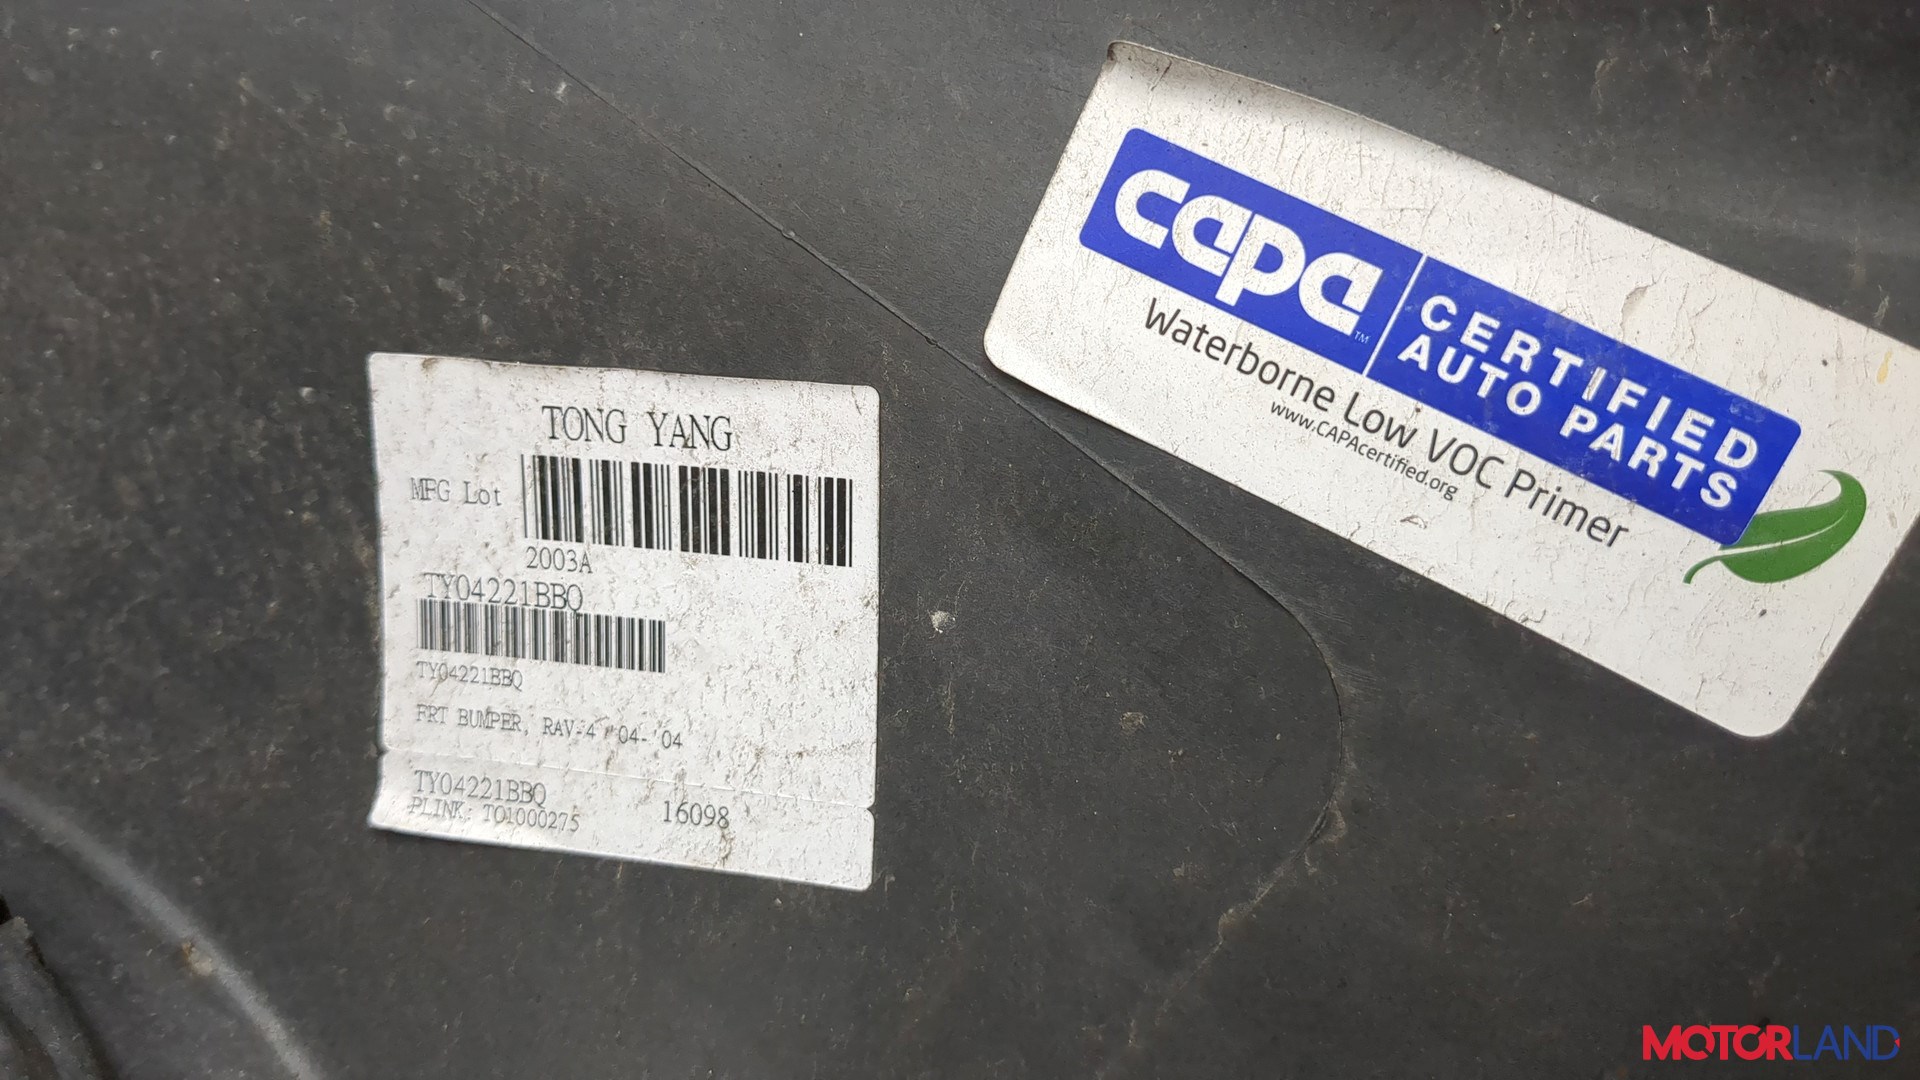 TONG YANG
MFG Lot
2003A
TY04221BBQ
TY04221BBQ
FRT BUMPER, RAV-4 '04-'04
TY04221BBQ
PLINK: TO1000275
16098
capa™
CERTIFIED
AUTO PARTS
Waterborne Low VOC Primer
www.CAPAcertified.org
MOTORLAND